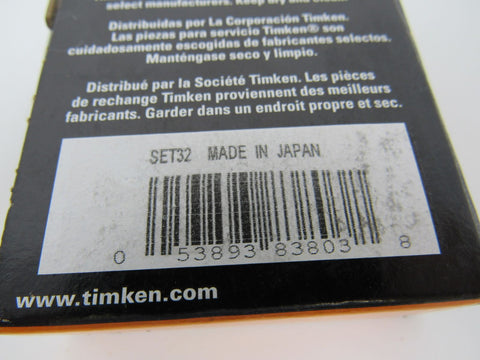 select manufacturers. Keep dry and clean.
Distribuidas por La Corporación Timken.
Las piezas para servicio Timken® son
cuidadosamente escogidas de fabricantes selectos.
Manténgase seco y limpio.
Distribué par la Société Timken. Les pièces
de rechange Timken proviennent des meilleurs
fabricants. Garder dans un endroit propre et sec.
SET32 MADE IN JAPAN
0 53893 83803 8
www.timken.com